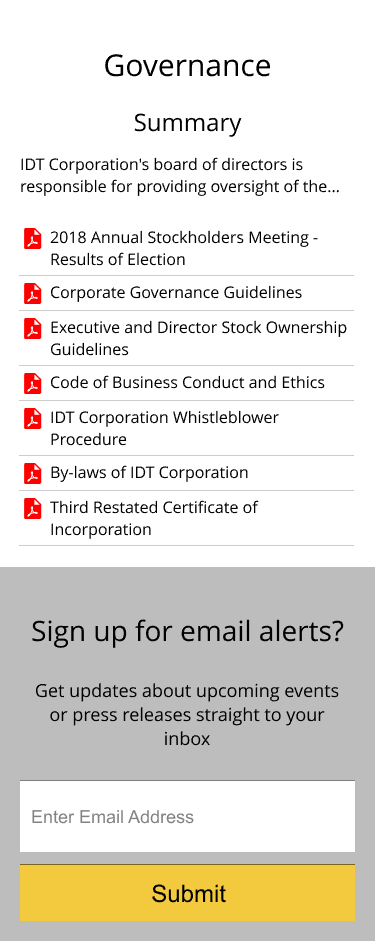 Governance
Summary
IDT Corporation's board of directors is
responsible for providing oversight of the...
2018 Annual Stockholders Meeting -
Results of Election
Corporate Governance Guidelines
Executive and Director Stock Ownership
Guidelines
Code of Business Conduct and Ethics
IDT Corporation Whistleblower
Procedure
By-laws of IDT Corporation
Third Restated Certificate of
Incorporation
Sign up for email alerts?
Get updates about upcoming events
or press releases straight to your
inbox
Enter Email Address
Submit